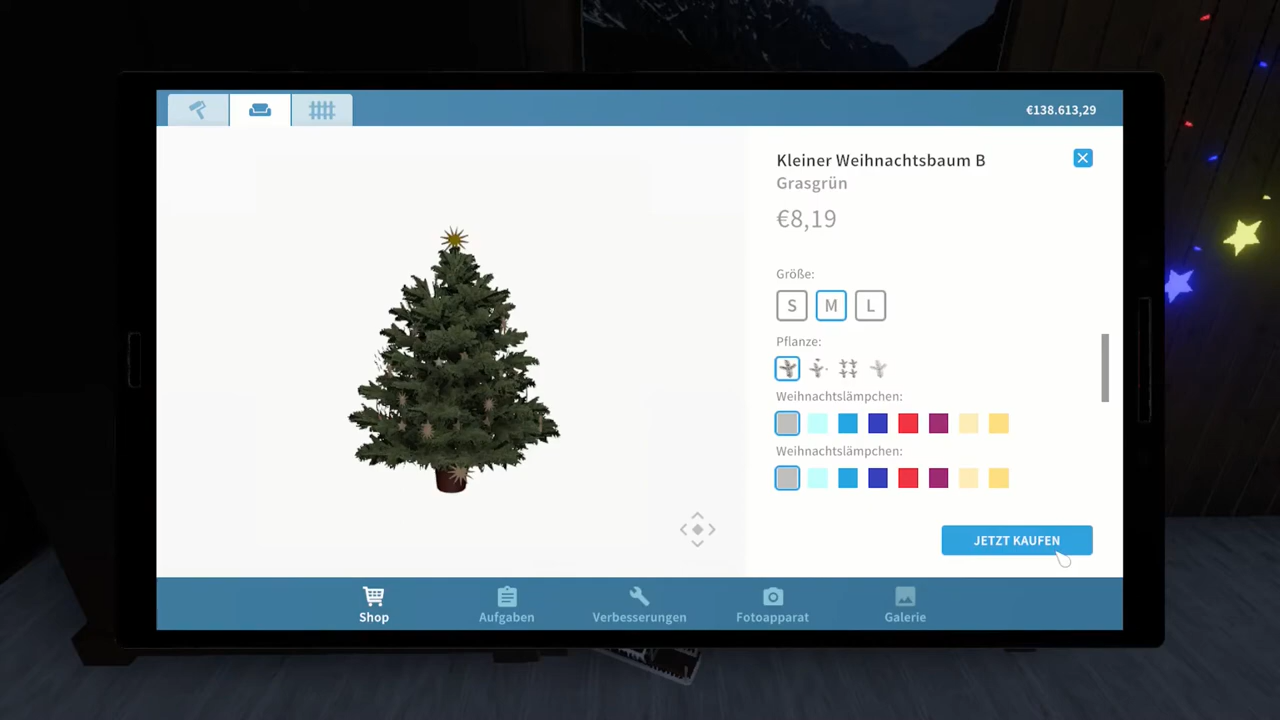 €138.613,29
Kleiner Weihnachtsbaum B
Grasgrün
€8,19
Größe:
S M L
Pflanze:
Weihnachtslämpchen:
Weihnachtslämpchen:
JETZT KAUFEN
Shop Aufgaben Verbesserungen Fotoapparat Galerie